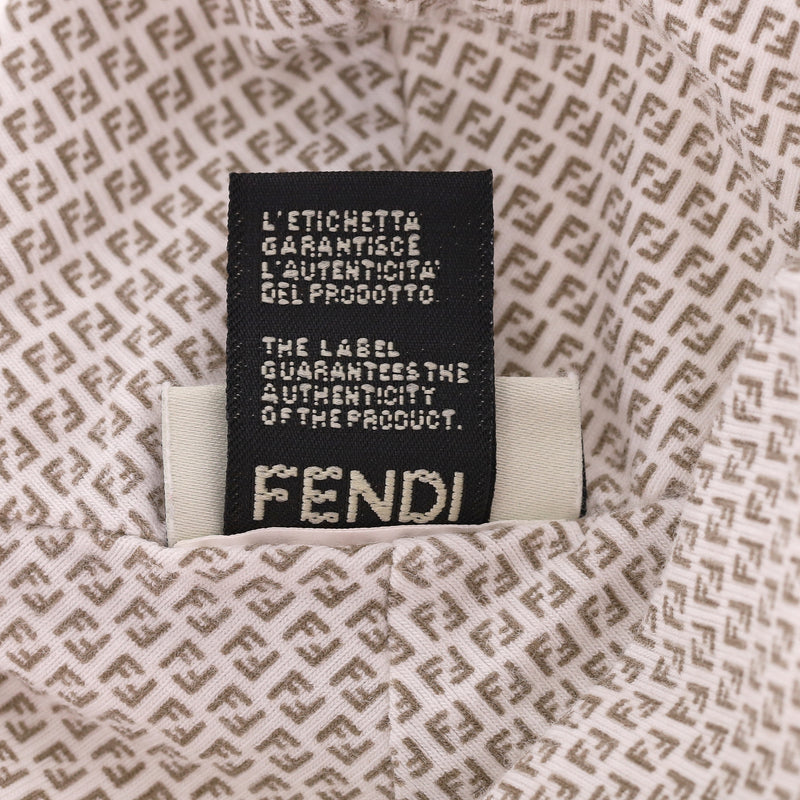 L'ETICHETTA
GARANTISCE
L'AUTENTICITA'
DEL PRODOTTO.
THE LABEL
GUARANTEES THE
AUTHENTICITY
OF THE PRODUCT.
FENDI